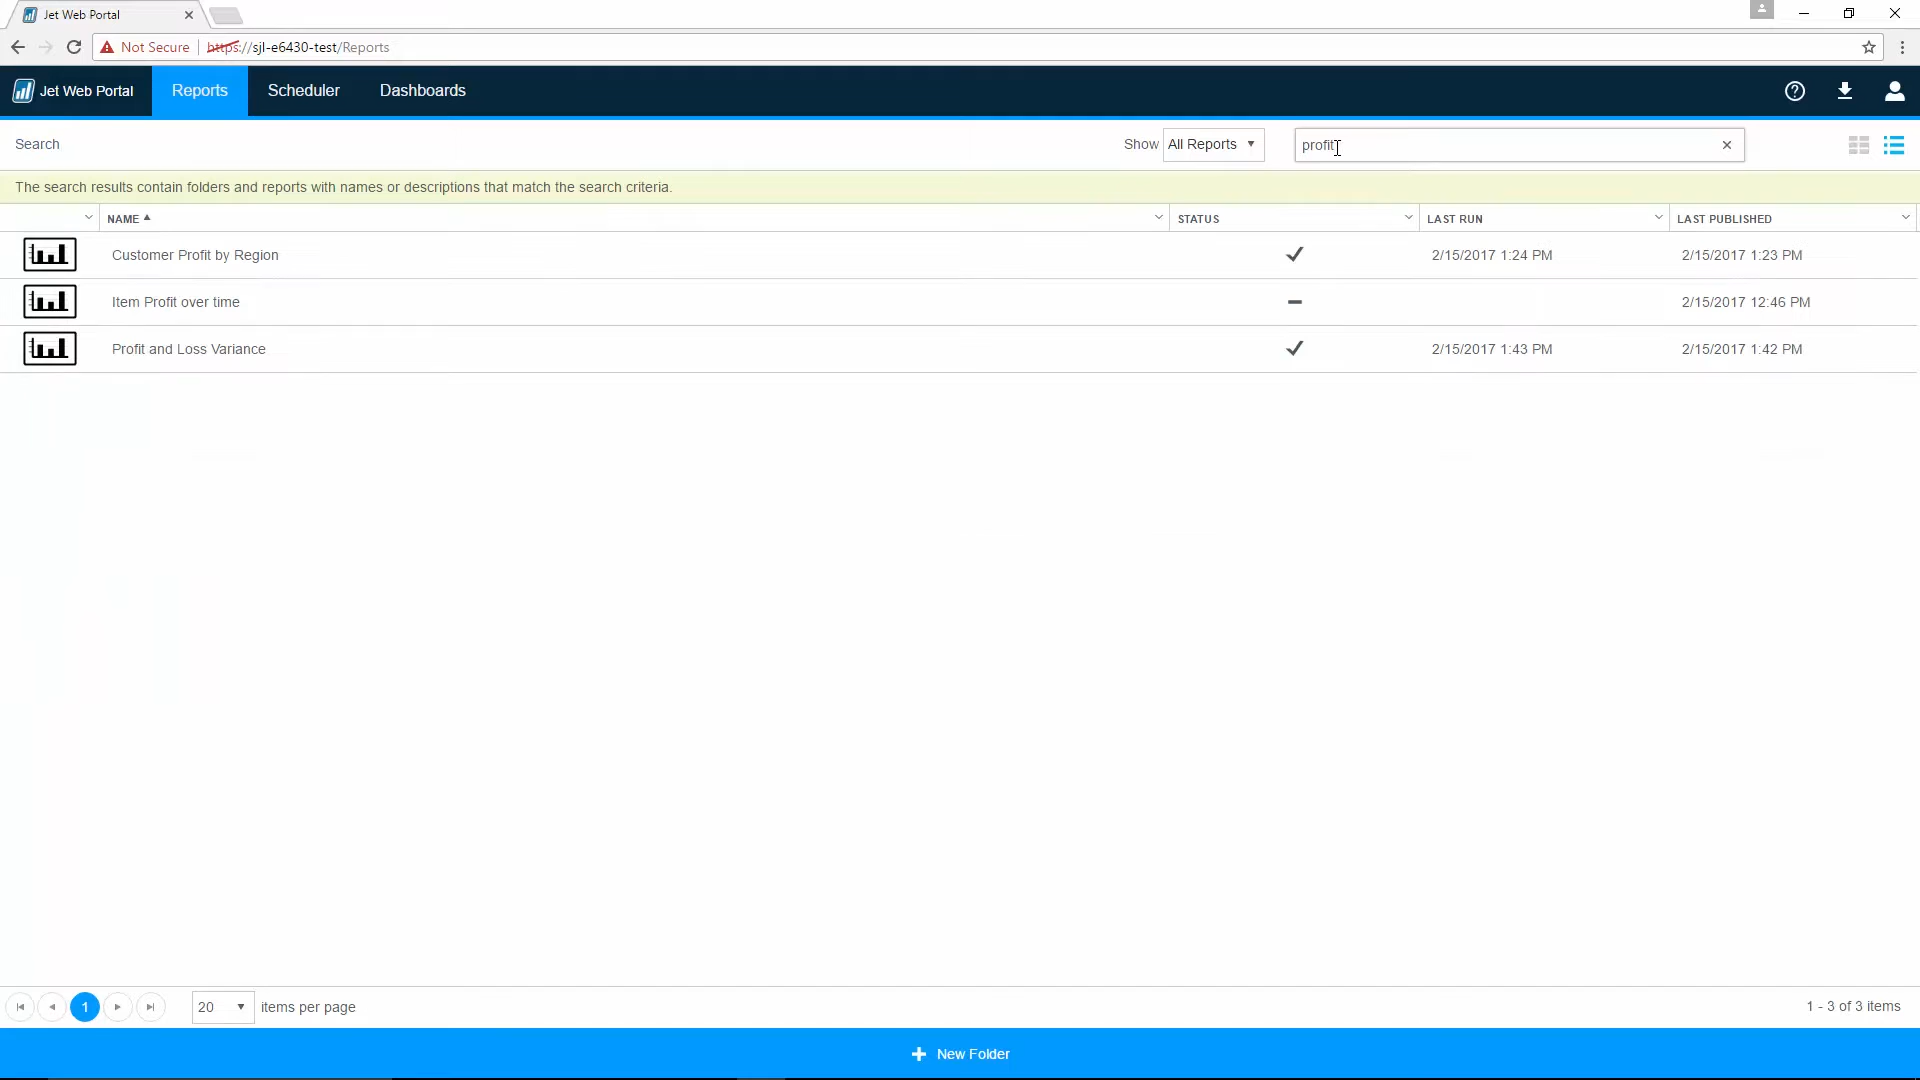 Jet Web Portal
Not Secure https://sjl-e6430-test/Reports
Jet Web Portal Reports Scheduler Dashboards
Search Show All Reports profit
The search results contain folders and reports with names or descriptions that match the search criteria.
NAME STATUS LAST RUN LAST PUBLISHED
Customer Profit by Region 2/15/2017 1:24 PM 2/15/2017 1:23 PM
Item Profit over time 2/15/2017 12:46 PM
Profit and Loss Variance 2/15/2017 1:43 PM 2/15/2017 1:42 PM
1 20 items per page 1 - 3 of 3 items
New Folder